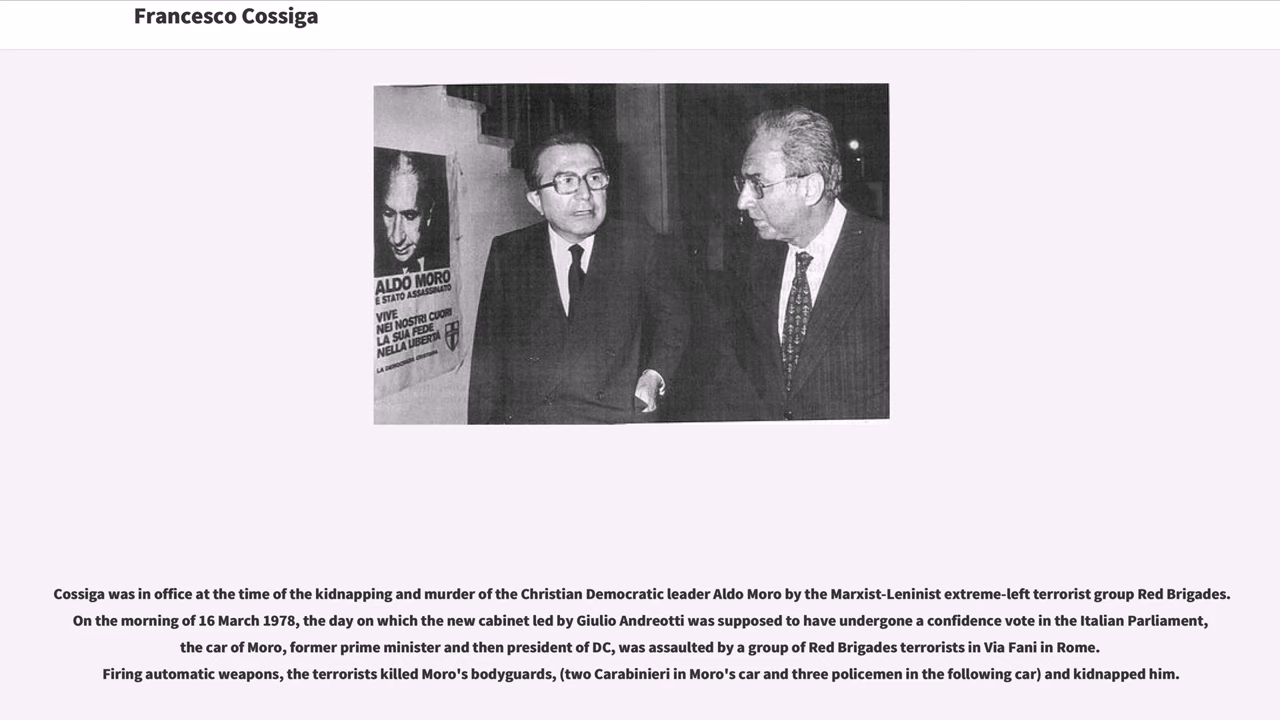 Francesco Cossiga
ALDO MORO
È STATO ASSASSINATO
VIVE
NEI NOSTRI CUORI
LA SUA FEDE
NELLA LIBERTÀ
LA DEMOCRAZIA CRISTIANA
Cossiga was in office at the time of the kidnapping and murder of the Christian Democratic leader Aldo Moro by the Marxist-Leninist extreme-left terrorist group Red Brigades.
On the morning of 16 March 1978, the day on which the new cabinet led by Giulio Andreotti was supposed to have undergone a confidence vote in the Italian Parliament,
the car of Moro, former prime minister and then president of DC, was assaulted by a group of Red Brigades terrorists in Via Fani in Rome.
Firing automatic weapons, the terrorists killed Moro's bodyguards, (two Carabinieri in Moro's car and three policemen in the following car) and kidnapped him.